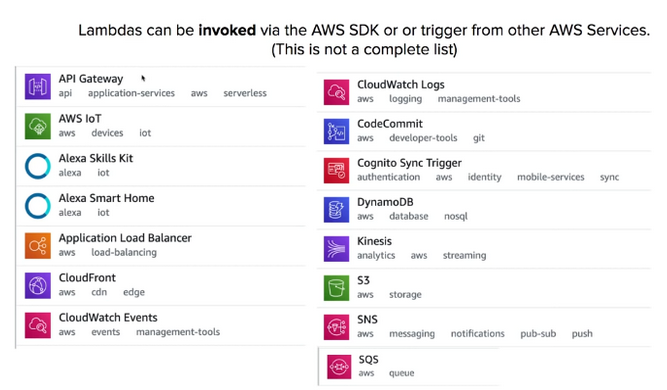 Lambdas can be invoked via the AWS SDK or or trigger from other AWS Services.
(This is not a complete list)
API Gateway
api application-services aws serverless
AWS IoT
aws devices iot
Alexa Skills Kit
alexa iot
Alexa Smart Home
alexa iot
Application Load Balancer
aws load-balancing
CloudFront
aws cdn edge
CloudWatch Events
aws events management-tools
CloudWatch Logs
aws logging management-tools
CodeCommit
aws developer-tools git
Cognito Sync Trigger
authentication aws identity mobile-services sync
DynamoDB
aws database nosql
Kinesis
analytics aws streaming
S3
aws storage
SNS
aws messaging notifications pub-sub push
SQS
aws queue